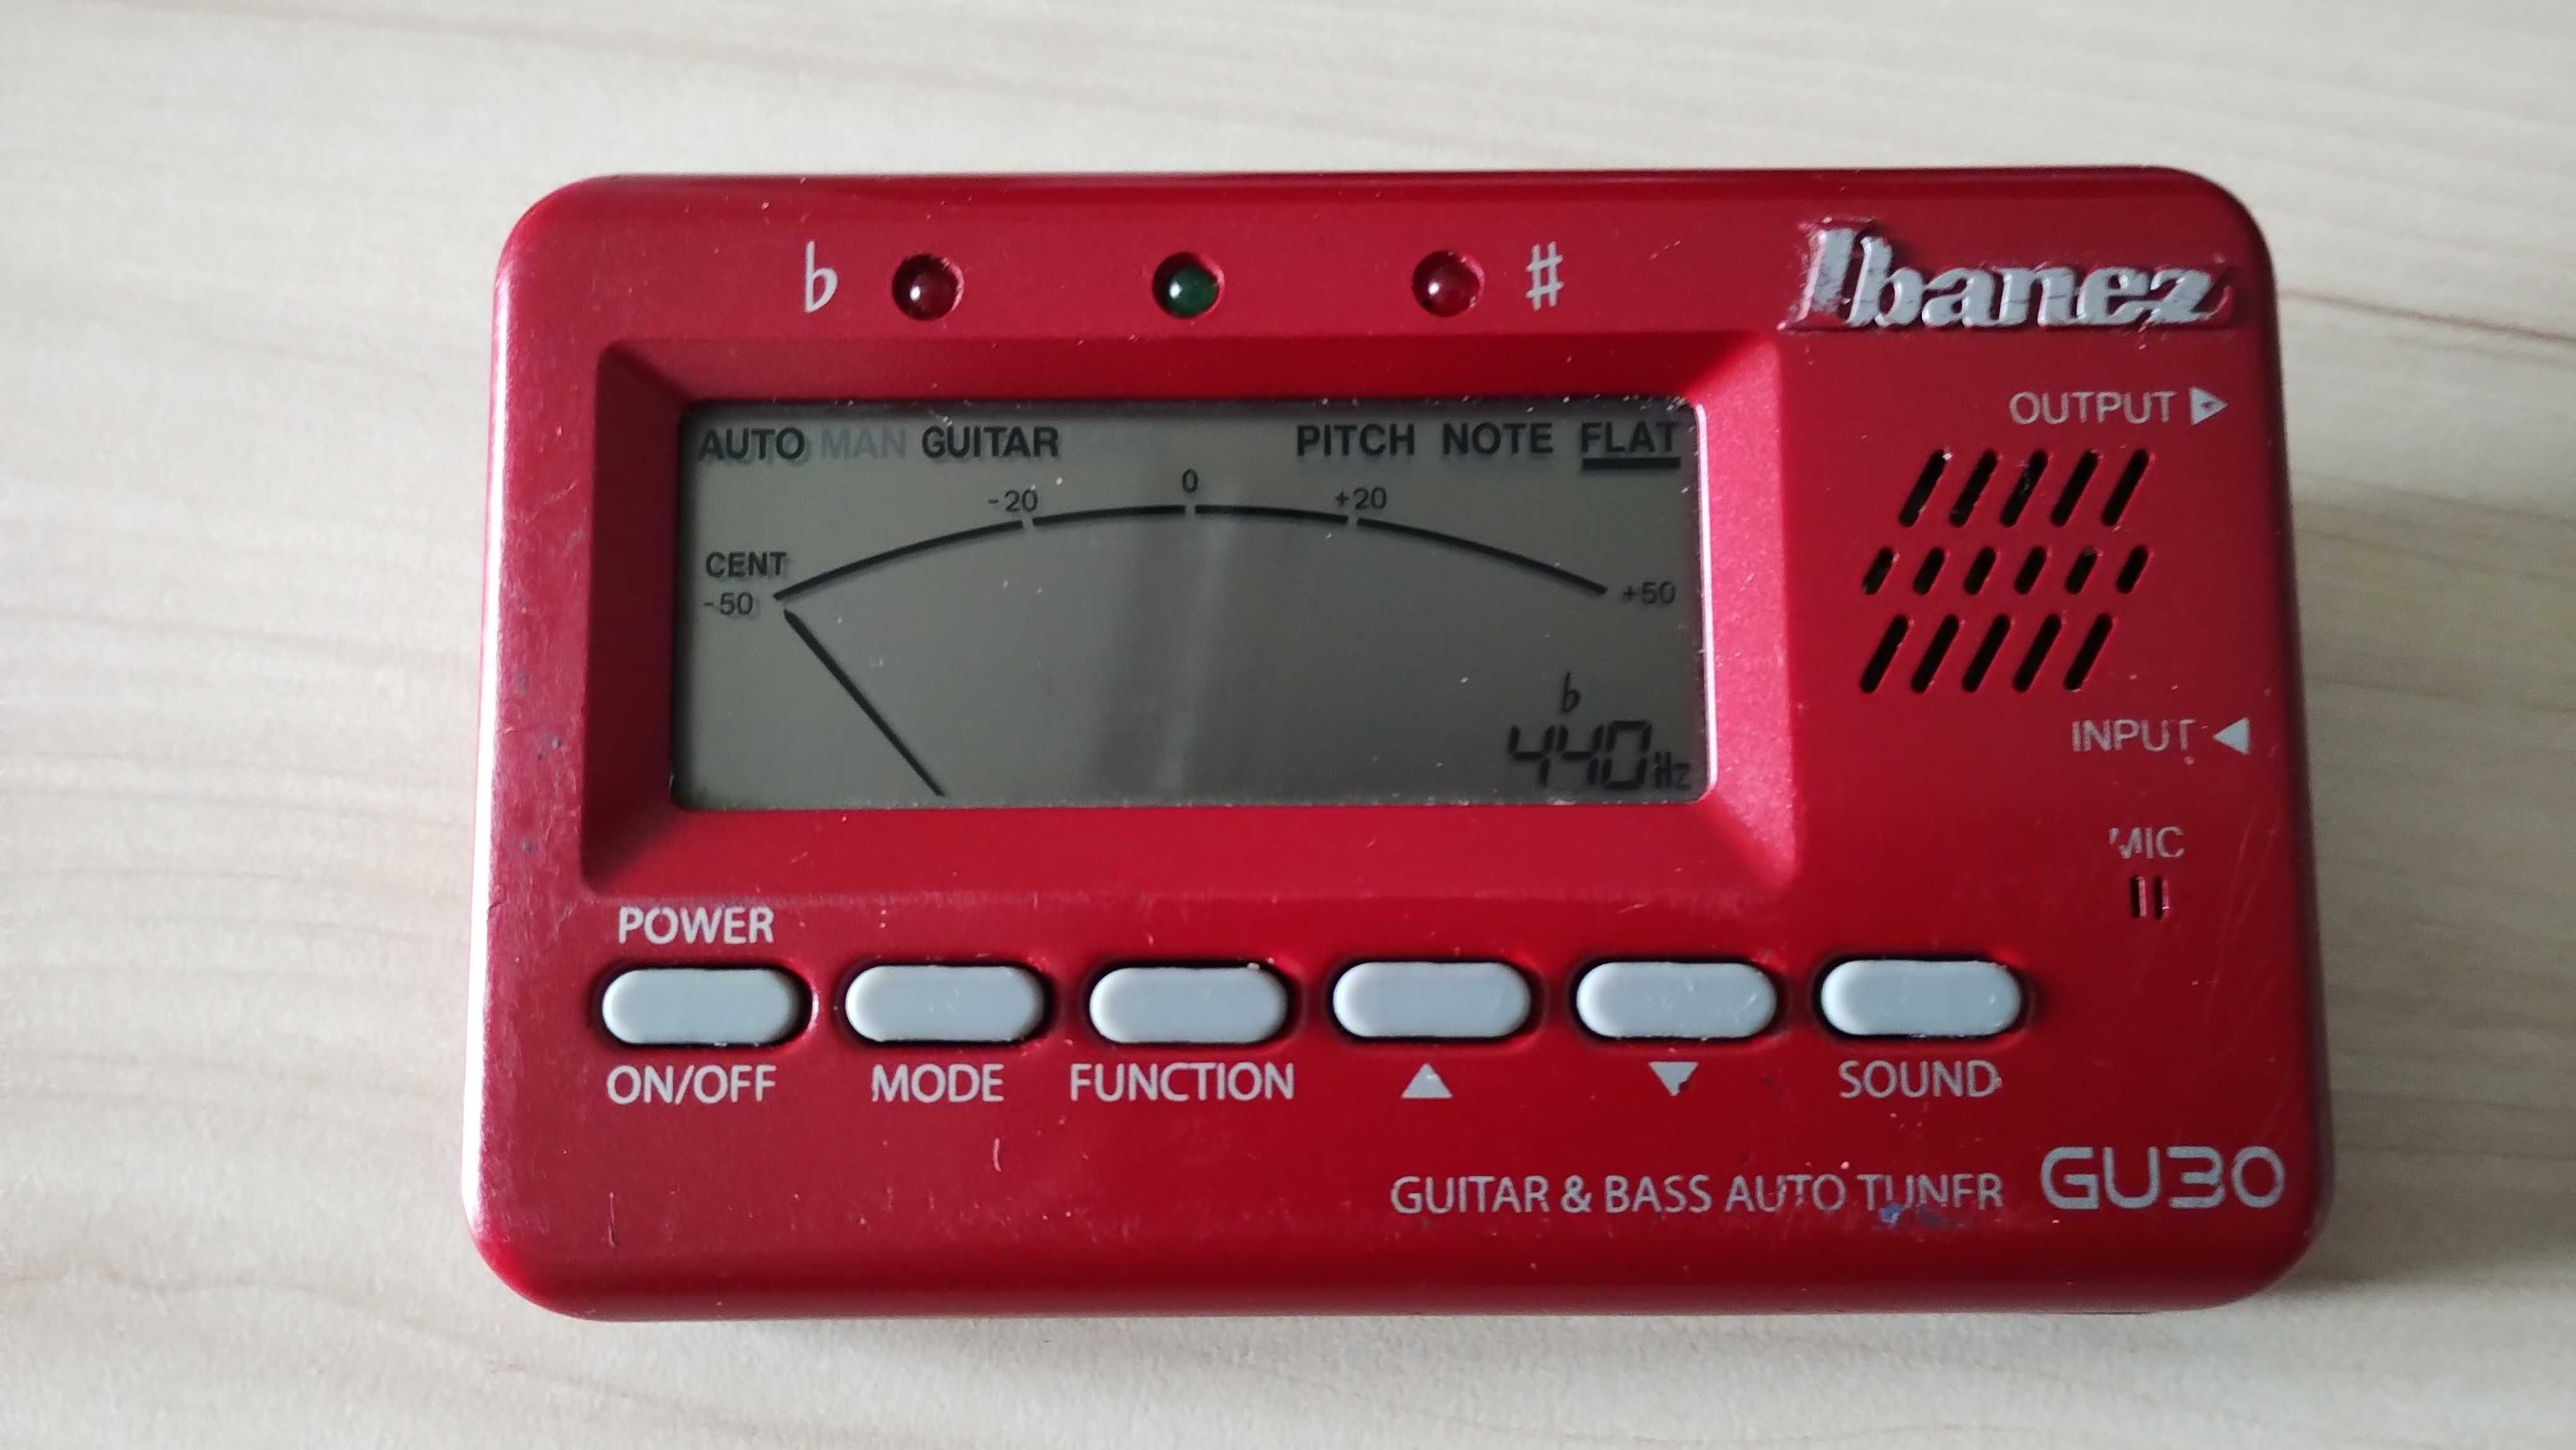 ♭ ♯
Ibanez
OUTPUT ▶
AUTO MAN GUITAR PITCH NOTE FLAT
-20 0 +20
CENT
-50 +50
♭
440Hz
INPUT ◀
MIC
POWER
ON/OFF MODE FUNCTION ▲ ▼ SOUND
GUITAR & BASS AUTO TUNER GU30